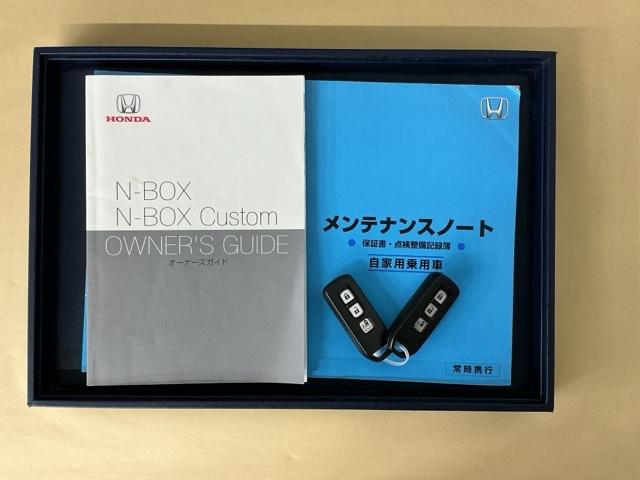 HONDA
N-BOX
N-BOX Custom
OWNER'S GUIDE
オーナーズガイド
メンテナンスノート
保証書・点検整備記録簿
自家用乗用車
常時携行